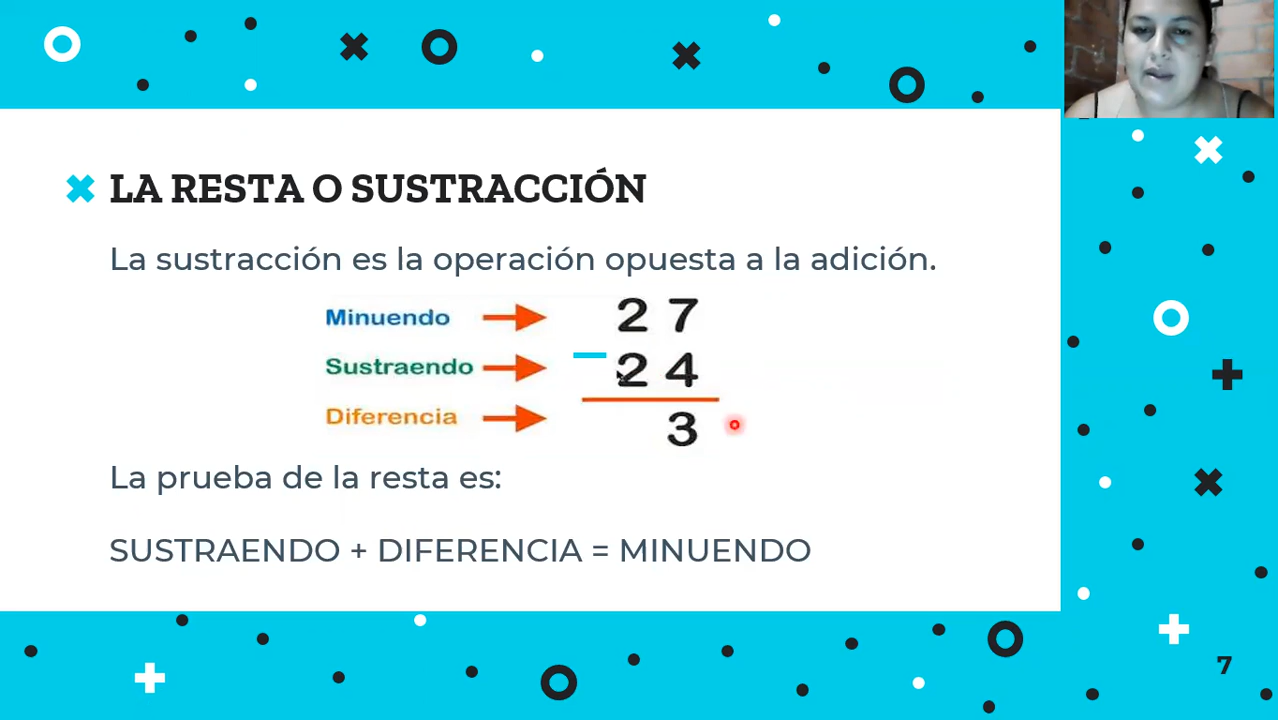 LA RESTA O SUSTRACCIÓN
La sustracción es la operación opuesta a la adición.
Minuendo 27
Sustraendo − 24
Diferencia 3
La prueba de la resta es:
SUSTRAENDO + DIFERENCIA = MINUENDO
7